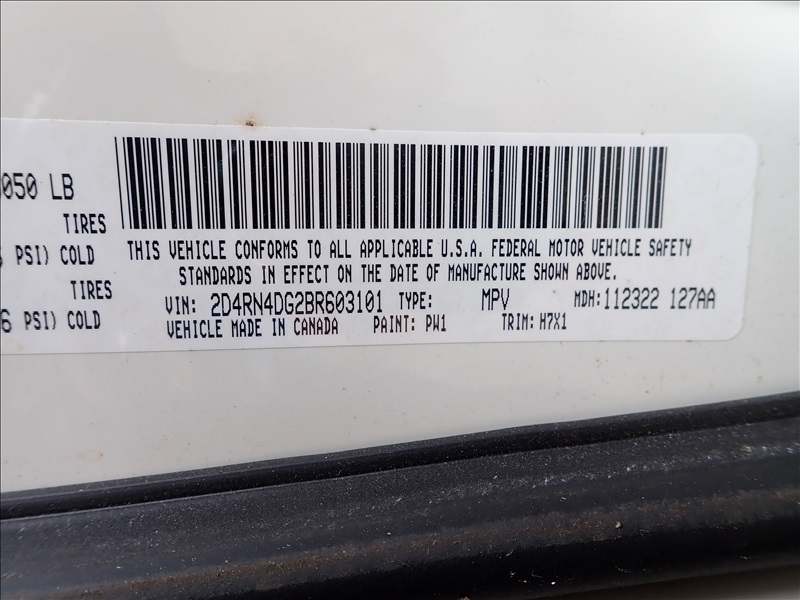 050 LB
TIRES
PSI) COLD
TIRES
6 PSI) COLD
THIS VEHICLE CONFORMS TO ALL APPLICABLE U.S.A. FEDERAL MOTOR VEHICLE SAFETY
STANDARDS IN EFFECT ON THE DATE OF MANUFACTURE SHOWN ABOVE.
VIN: 2D4RN4DG2BR603101 TYPE: MPV MDH: 112322 127AA
VEHICLE MADE IN CANADA PAINT: PW1 TRIM: H7X1